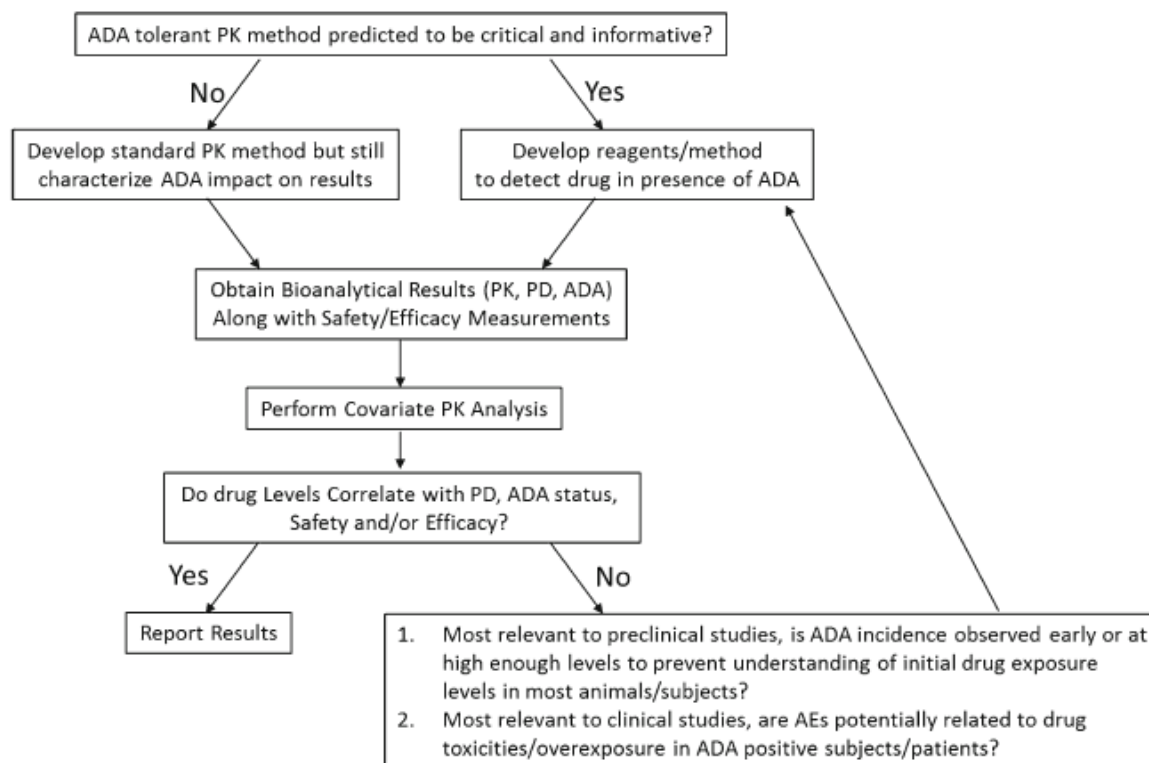 ADA tolerant PK method predicted to be critical and informative?
No
Yes
Develop standard PK method but still
characterize ADA impact on results
Develop reagents/method
to detect drug in presence of ADA
Obtain Bioanalytical Results (PK, PD, ADA)
Along with Safety/Efficacy Measurements
Perform Covariate PK Analysis
Do drug Levels Correlate with PD, ADA status,
Safety and/or Efficacy?
Yes
No
Report Results
1. Most relevant to preclinical studies, is ADA incidence observed early or at
high enough levels to prevent understanding of initial drug exposure
levels in most animals/subjects?
2. Most relevant to clinical studies, are AEs potentially related to drug
toxicities/overexposure in ADA positive subjects/patients?